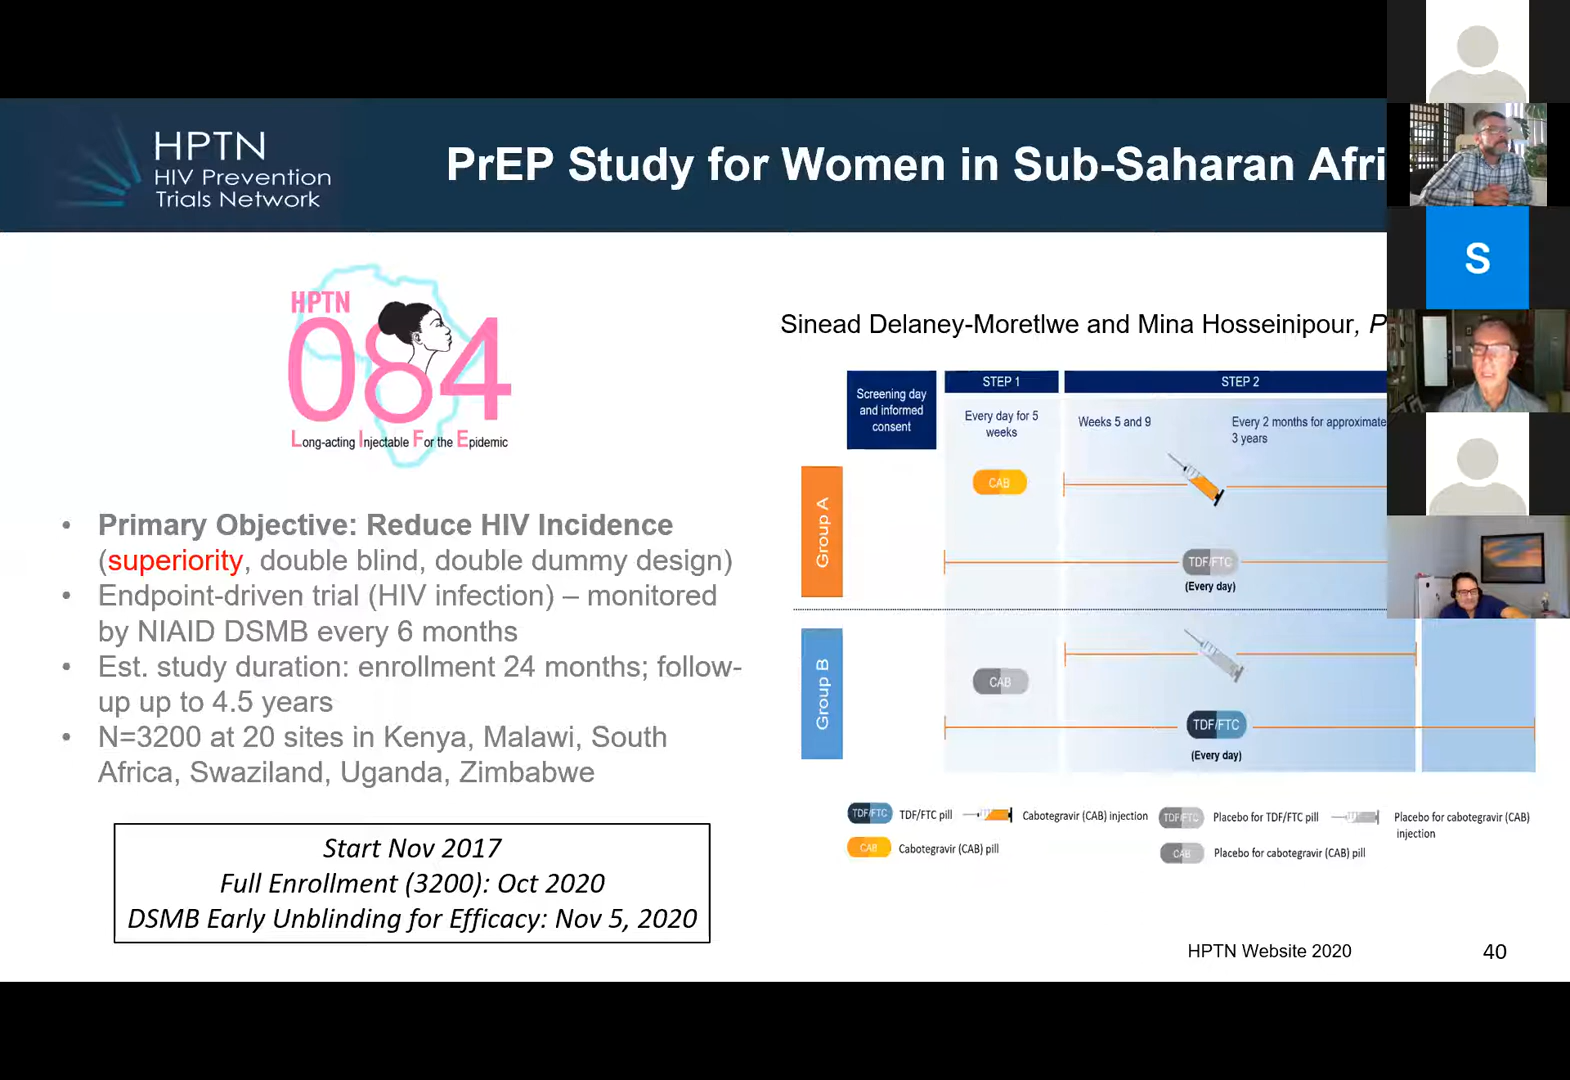 HPTN
HIV Prevention
Trials Network
PrEP Study for Women in Sub-Saharan Afri
S
HPTN
084
Long-acting Injectable For the Epidemic
Sinead Delaney-Moretlwe and Mina Hosseinipour, P
Primary Objective: Reduce HIV Incidence
(superiority, double blind, double dummy design)
Endpoint-driven trial (HIV infection) – monitored
by NIAID DSMB every 6 months
Est. study duration: enrollment 24 months; follow-
up up to 4.5 years
N=3200 at 20 sites in Kenya, Malawi, South
Africa, Swaziland, Uganda, Zimbabwe
Start Nov 2017
Full Enrollment (3200): Oct 2020
DSMB Early Unblinding for Efficacy: Nov 5, 2020
Screening day
and informed
consent
STEP 1
STEP 2
Every day for 5
weeks
Weeks 5 and 9
Every 2 months for approximate
3 years
Group A
CAB
TDF/FTC
(Every day)
Group B
CAB
TDF/FTC
(Every day)
TDF/FTC TDF/FTC pill
Cabotegravir (CAB) injection
TDF/FTC Placebo for TDF/FTC pill
Placebo for cabotegravir (CAB)
injection
CAB Cabotegravir (CAB) pill
CAB Placebo for cabotegravir (CAB) pill
HPTN Website 2020
40